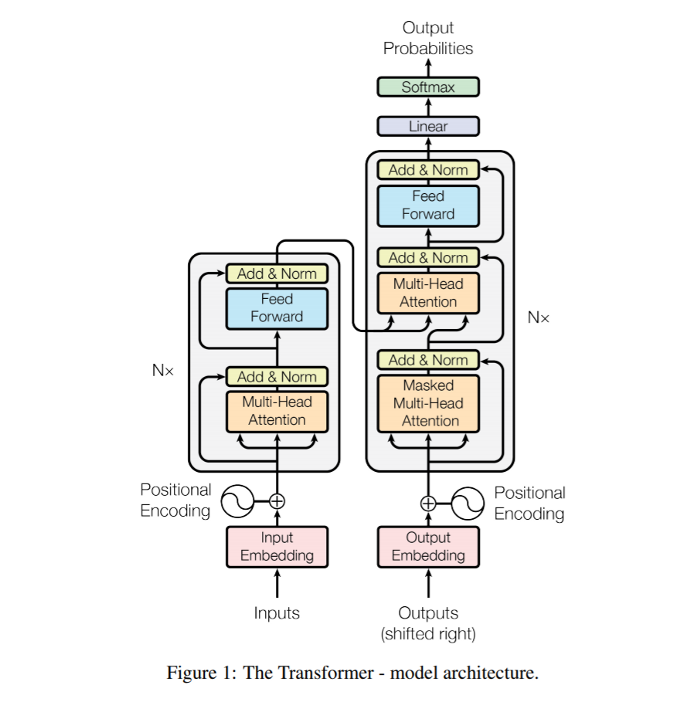 Output
Probabilities
Softmax
Linear
Add & Norm
Feed
Forward
Add & Norm
Multi-Head
Attention
Add & Norm
Masked
Multi-Head
Attention
N×
Add & Norm
Feed
Forward
Add & Norm
Multi-Head
Attention
N×
Positional
Encoding
Positional
Encoding
Input
Embedding
Output
Embedding
Inputs
Outputs
(shifted right)
Figure 1: The Transformer - model architecture.